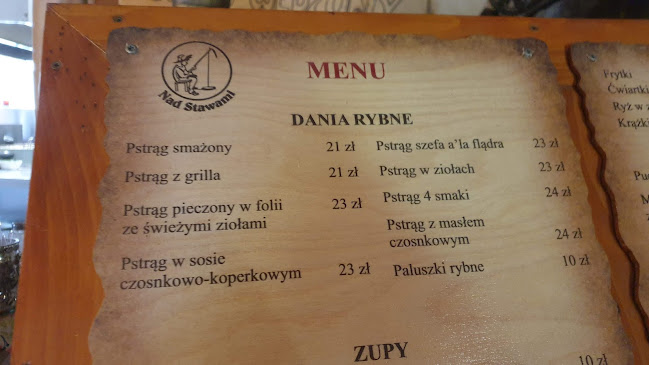 Nad Stawami
MENU
DANIA RYBNE
Pstrąg smażony 21 zł
Pstrąg z grilla 21 zł
Pstrąg pieczony w folii 23 zł
ze świeżymi ziołami
Pstrąg w sosie
czosnkowo-koperkowym 23 zł
Pstrąg szefa a'la flądra 23 zł
Pstrąg w ziołach 23 zł
Pstrąg 4 smaki 24 zł
Pstrąg z masłem
czosnkowym 24 zł
Paluszki rybne 10 zł
ZUPY
10 zł
Frytki
Ćwiartki
Ryż w
Krążki